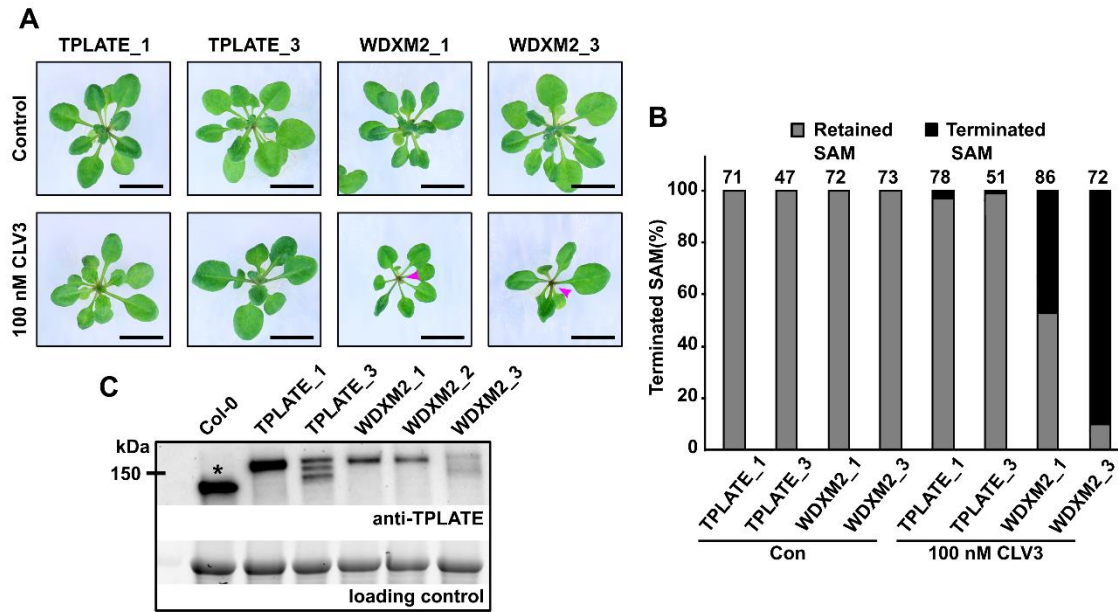 A
TPLATE_1 TPLATE_3 WDXM2_1 WDXM2_3
Control
100 nM CLV3
B
Retained SAM Terminated SAM
71 47 72 73 78 51 86 72
Terminated SAM(%)
100
80
60
40
20
0
TPLATE_1 TPLATE_3 WDXM2_1 WDXM2_3 TPLATE_1 TPLATE_3 WDXM2_1 WDXM2_3
Con 100 nM CLV3
C
Col-0 TPLATE_1 TPLATE_3 WDXM2_1 WDXM2_2 WDXM2_3
kDa
150
*
anti-TPLATE
loading control